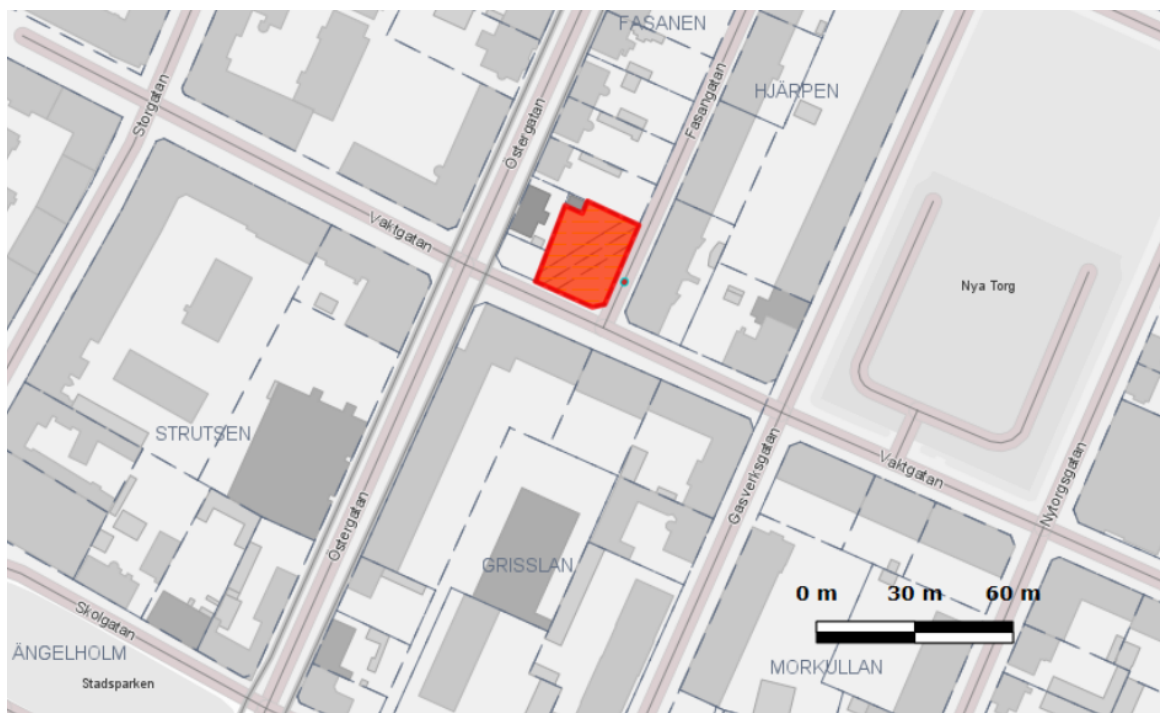 FASANEN
HJÄRPEN
Storgatan
Östergatan
Fasangatan
Vaktgatan
Nya Torg
STRUTSEN
Vaktgatan
Gasverksgatan
Nytorgsgatan
Östergatan
GRISSLAN
0 m 30 m 60 m
Skolgatan
ÄNGELHOLM
MORKULLAN
Stadsparken